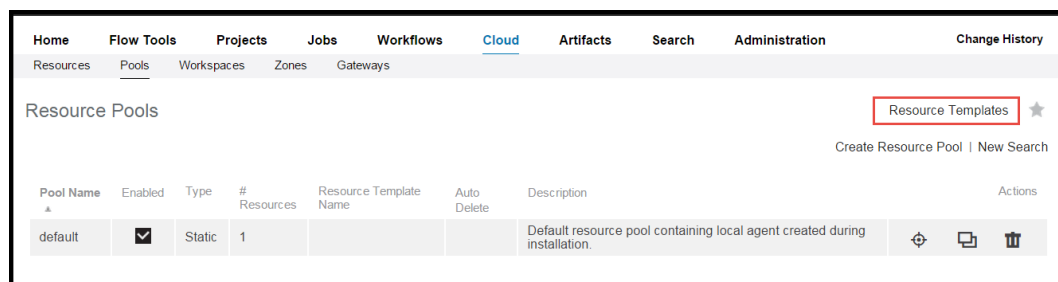 Home Flow Tools Projects Jobs Workflows Cloud Artifacts Search Administration Change History
Resources Pools Workspaces Zones Gateways
Resource Pools
Resource Templates
Create Resource Pool | New Search
Pool Name Enabled Type # Resources Resource Template Name Auto Delete Description Actions
default Static 1 Default resource pool containing local agent created during
installation.